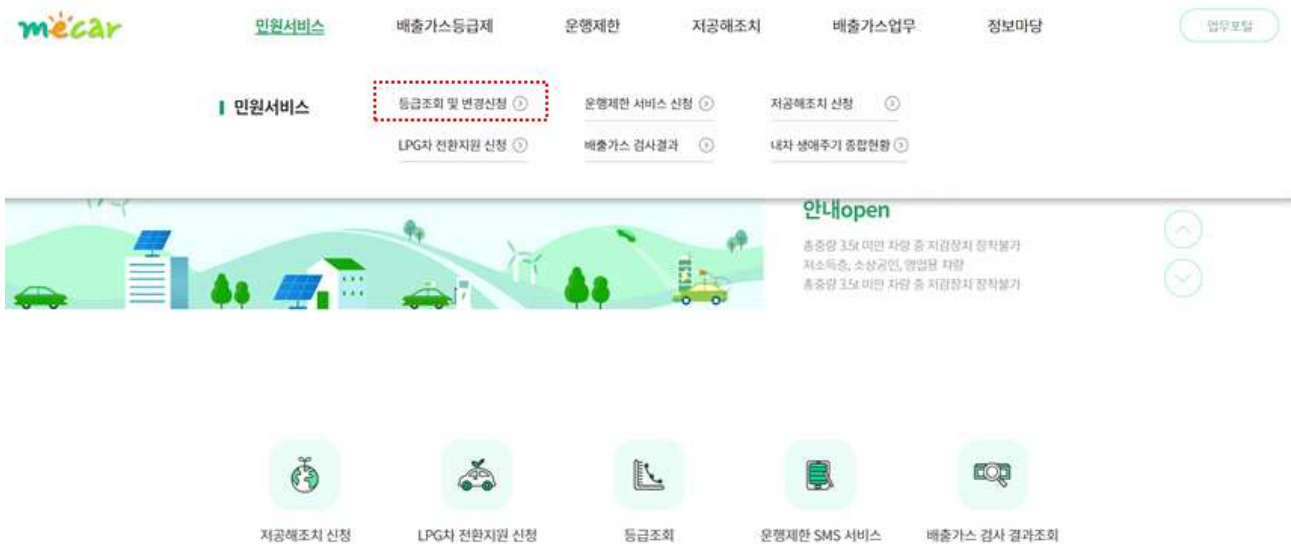 mecar
민원서비스 배출가스등급제 운행제한 저공해조치 배출가스업무 정보마당 업무포털
민원서비스
등급조회 및 변경신청 운행제한 서비스 신청 저공해조치 신청
LPG차 전환지원 신청 배출가스 검사결과 내차 생애주기 종합현황
안내open
총중량 3.5t 미만 차량 중 저감장치 장착불가
저소득층, 소상공인, 영업용 차량
총중량 3.5t 미만 차량 중 저감장치 장착불가
저공해조치 신청 LPG차 전환지원 신청 등급조회 운행제한 SMS 서비스 배출가스 검사 결과조회